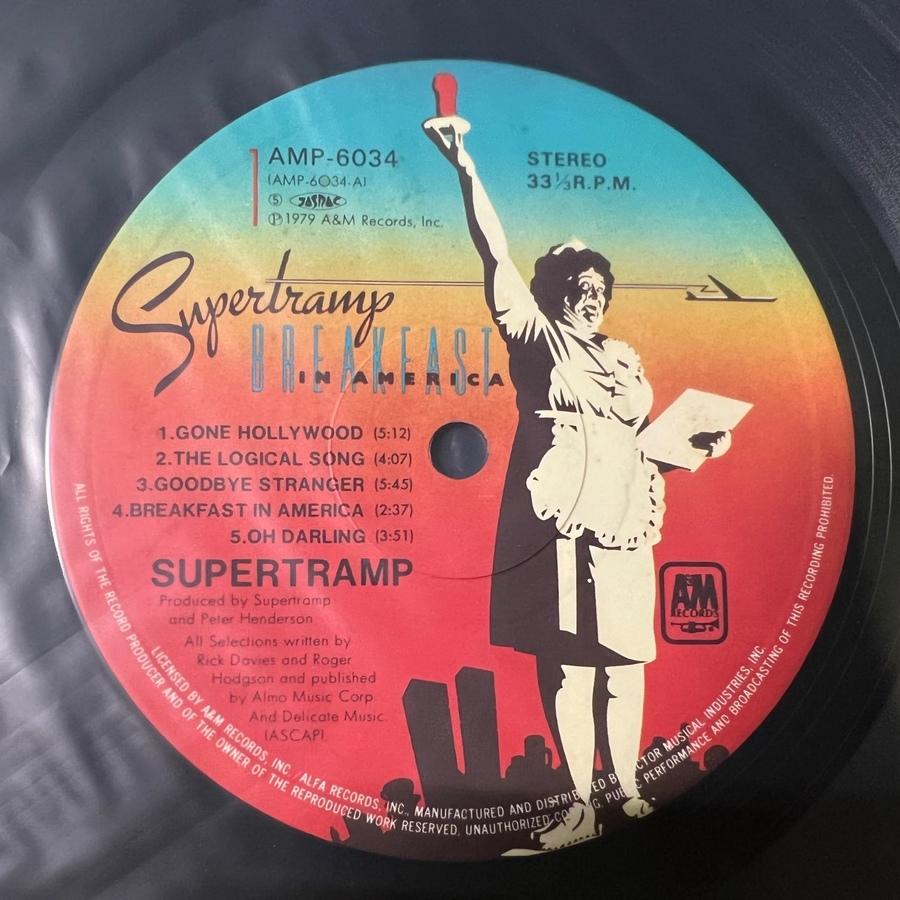 AMP-6034
(AMP-6034-A)
⑤ JASRAC
Ⓟ1979 A&M Records, Inc.
STEREO
33⅓R.P.M.
Supertramp
BREAKFAST
IN AMERICA
1.GONE HOLLYWOOD (5:12)
2.THE LOGICAL SONG (4:07)
3.GOODBYE STRANGER (5:45)
4.BREAKFAST IN AMERICA (2:37)
5.OH DARLING (3:51)
SUPERTRAMP
Produced by Supertramp
and Peter Henderson
All Selections written by
Rick Davies and Roger
Hodgson and published
by Almo Music Corp.
And Delicate Music.
(ASCAP)
A&M
RECORDS
LICENSED BY A&M RECORDS, INC./ALFA RECORDS, INC., MANUFACTURED AND DISTRIBUTED BY VICTOR MUSICAL INDUSTRIES, INC.
ALL RIGHTS OF THE RECORD PRODUCER AND OF THE OWNER OF THE REPRODUCED WORK RESERVED, UNAUTHORIZED COPYING, PUBLIC PERFORMANCE AND BROADCASTING OF THIS RECORDING PROHIBITED.